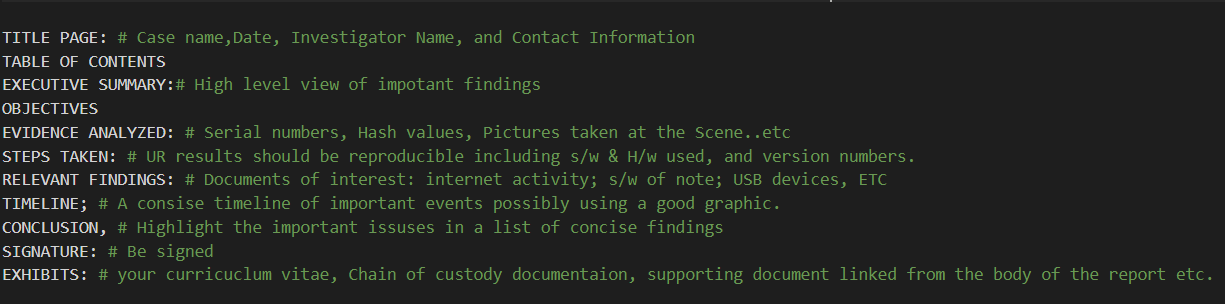 TITLE PAGE: # Case name,Date, Investigator Name, and Contact Information
TABLE OF CONTENTS
EXECUTIVE SUMMARY:# High level view of impotant findings
OBJECTIVES
EVIDENCE ANALYZED: # Serial numbers, Hash values, Pictures taken at the Scene..etc
STEPS TAKEN: # UR results should be reproducible including s/w & H/w used, and version numbers.
RELEVANT FINDINGS: # Documents of interest: internet activity; s/w of note; USB devices, ETC
TIMELINE; # A consise timeline of important events possibly using a good graphic.
CONCLUSION, # Highlight the important issuses in a list of concise findings
SIGNATURE: # Be signed
EXHIBITS: # your curricuclum vitae, Chain of custody documentaion, supporting document linked from the body of the report etc.